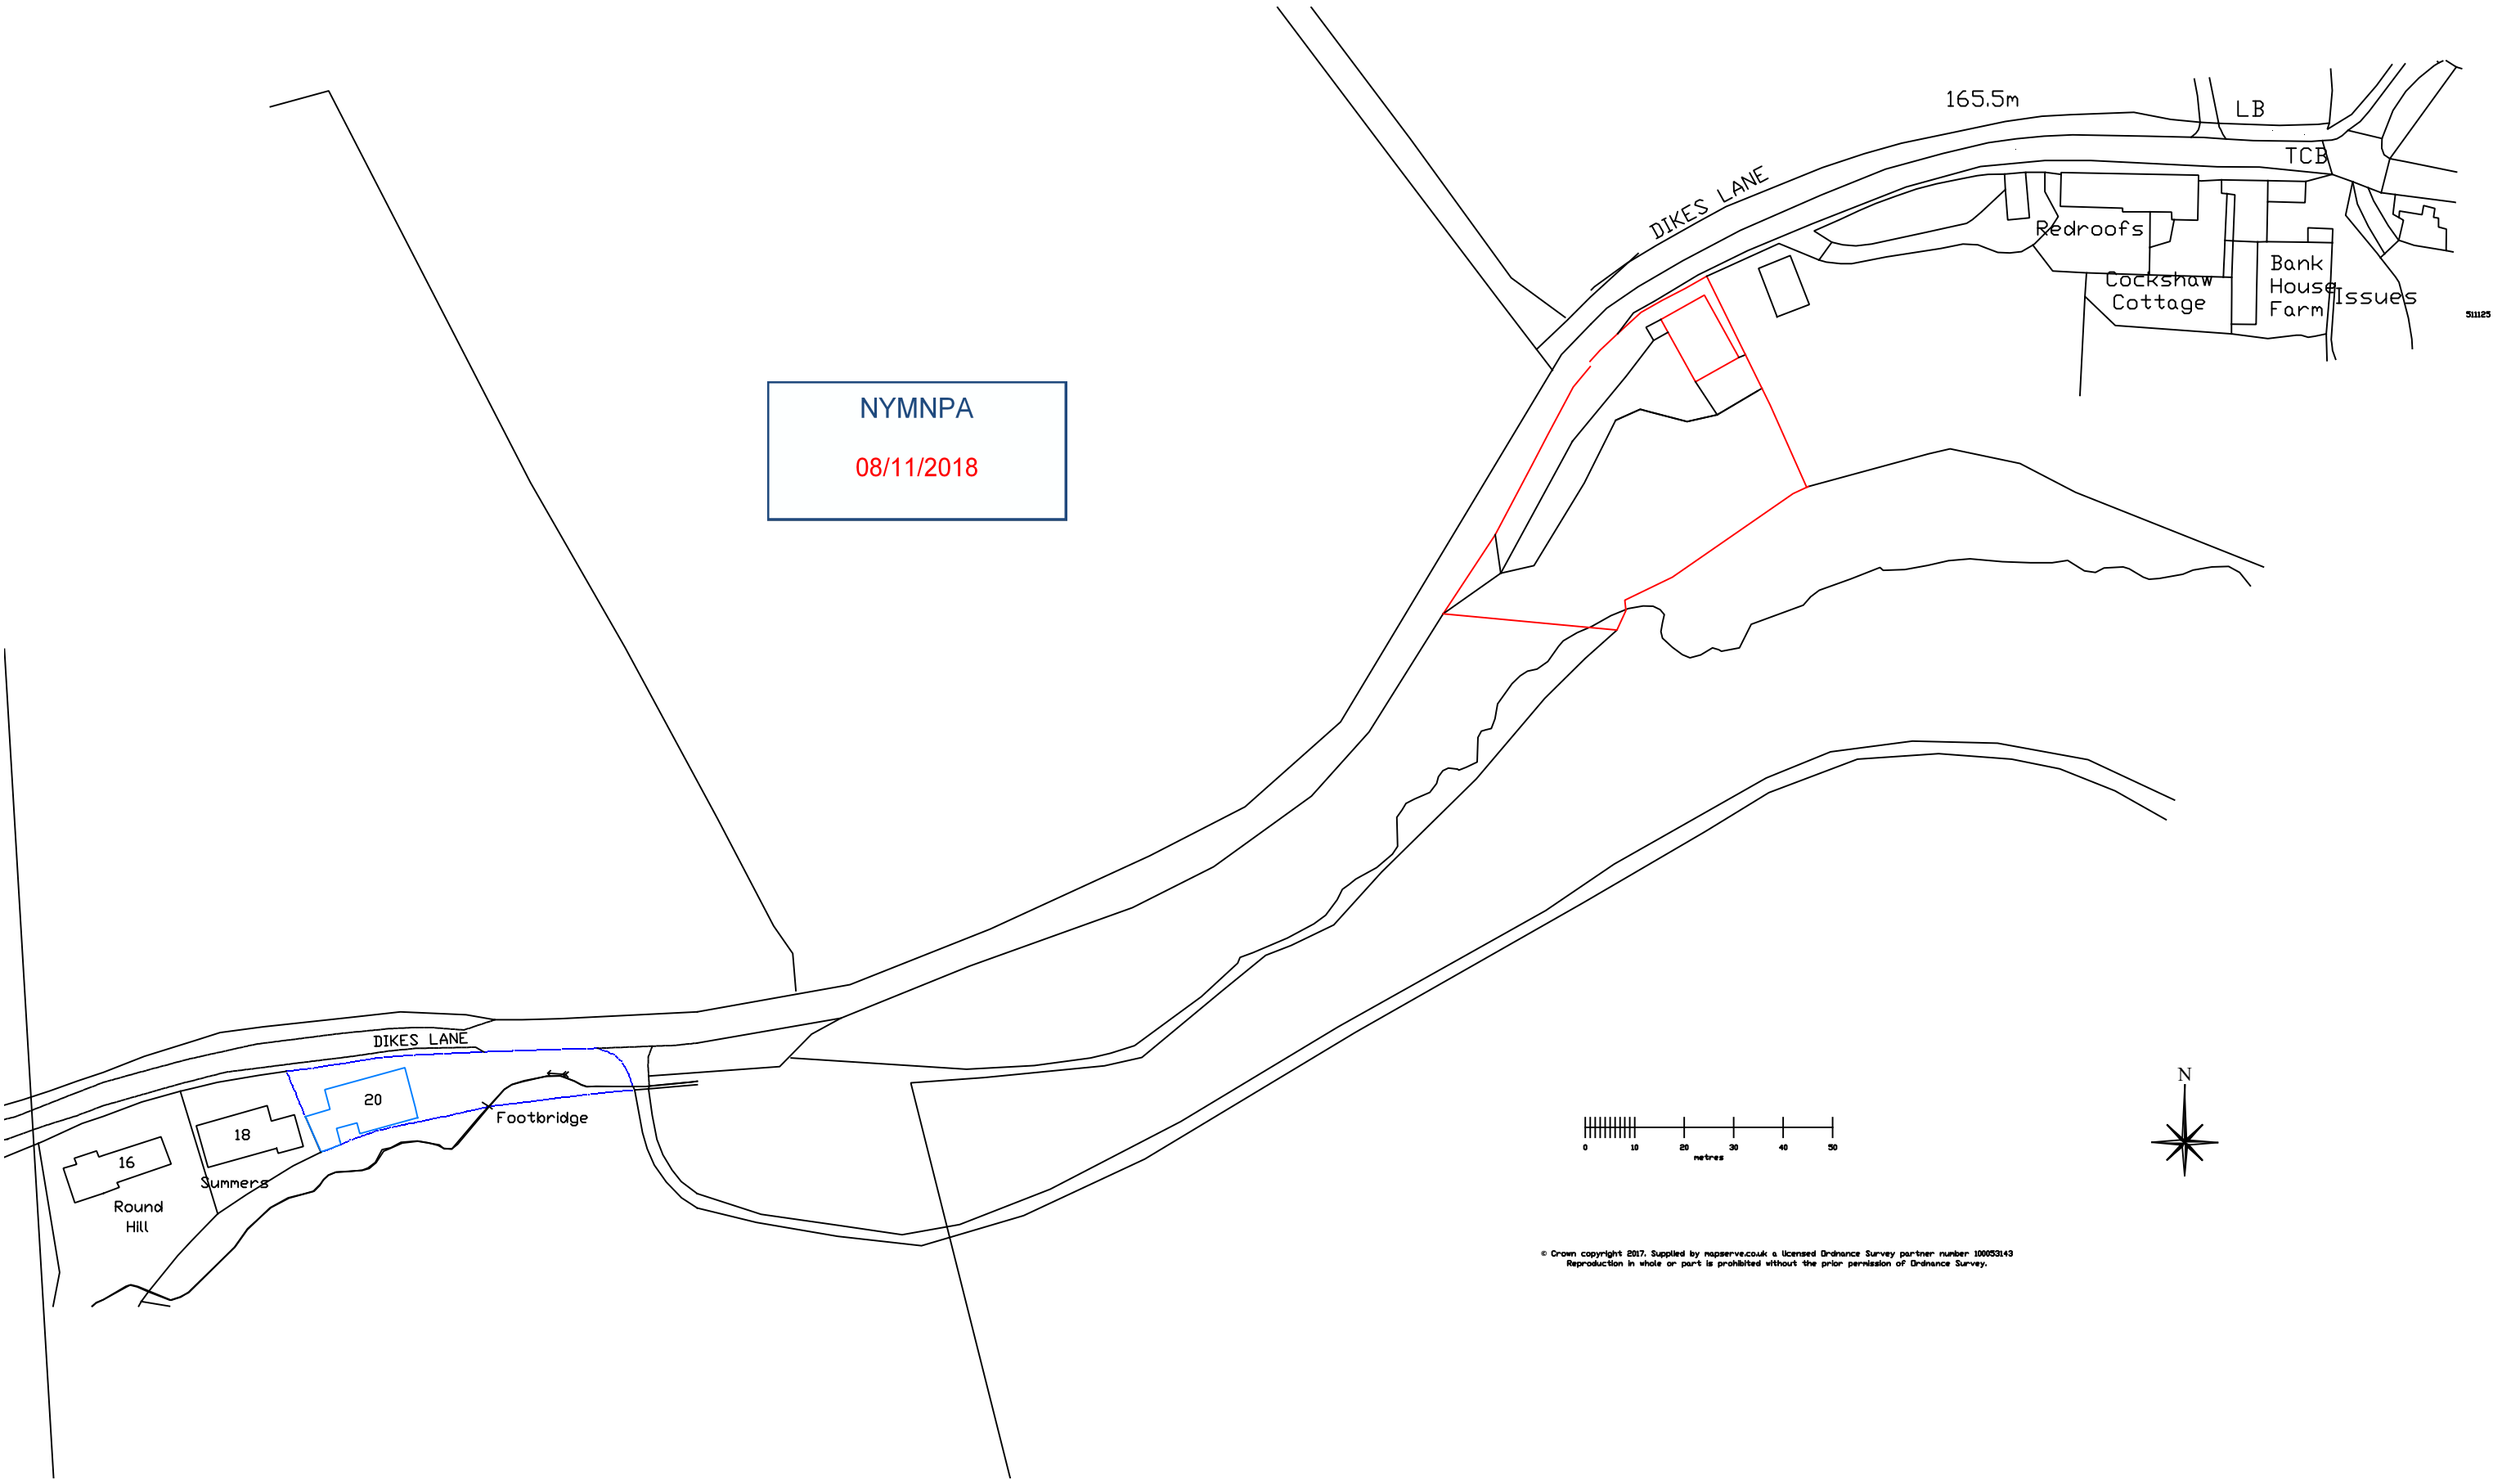 165.5m
LB
TCB
DIKES LANE
Redroofs
Cockshaw
Cottage
Bank
House
Farm
Issues
511125
NYMNPA
08/11/2018
DIKES LANE
20
18
16
Summers
Round
Hill
Footbridge
N
0 10 20 30 40 50
metres
© Crown copyright 2017. Supplied by mapserve.co.uk a licensed Ordnance Survey partner number 100053143
Reproduction in whole or part is prohibited without the prior permission of Ordnance Survey.